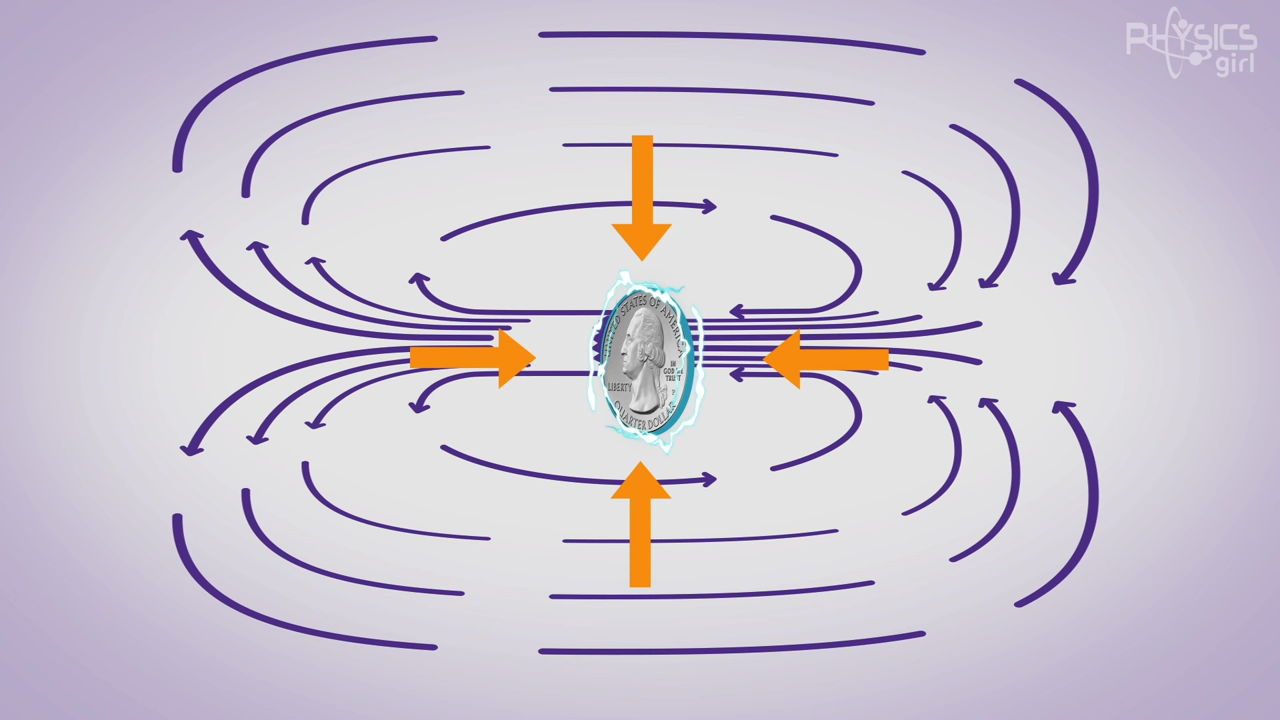 PHYSICS
girl
UNITED STATES OF AMERICA
LIBERTY
IN
GOD WE
TRUST
P
QUARTER DOLLAR